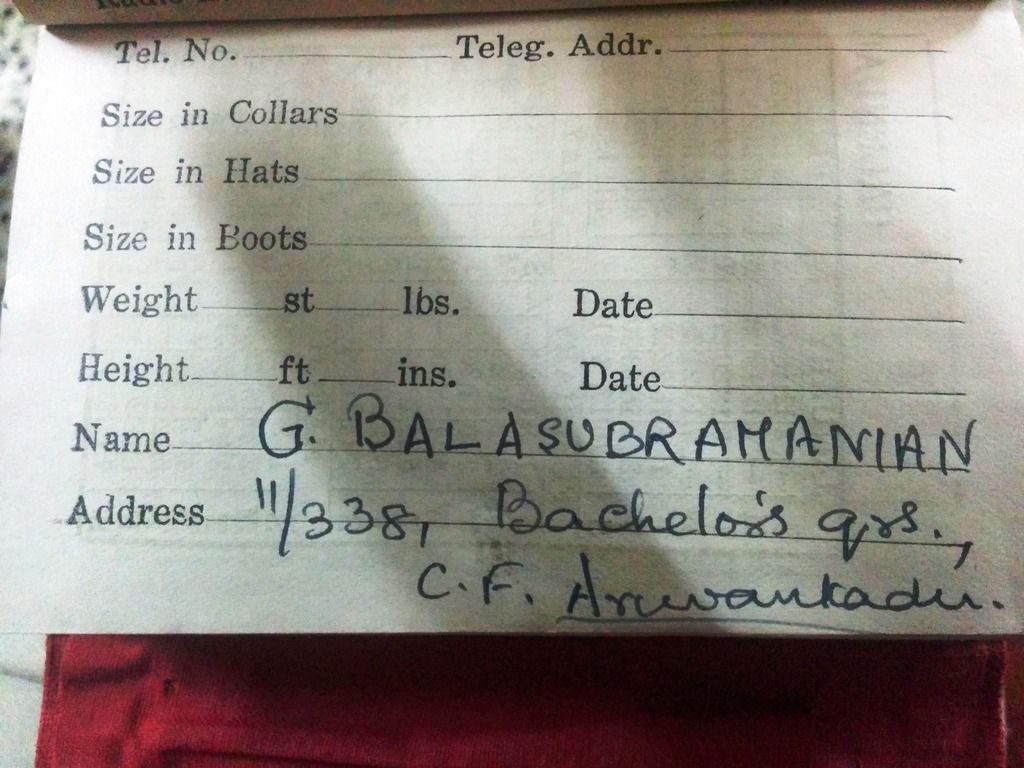 Tel. No. Teleg. Addr.
Size in Collars
Size in Hats
Size in Boots
Weight st lbs. Date
Height ft ins. Date
Name G. BALASUBRAMANIAN
Address 11/338, Bachelors qrs.,
C.F. Aruvankadu.